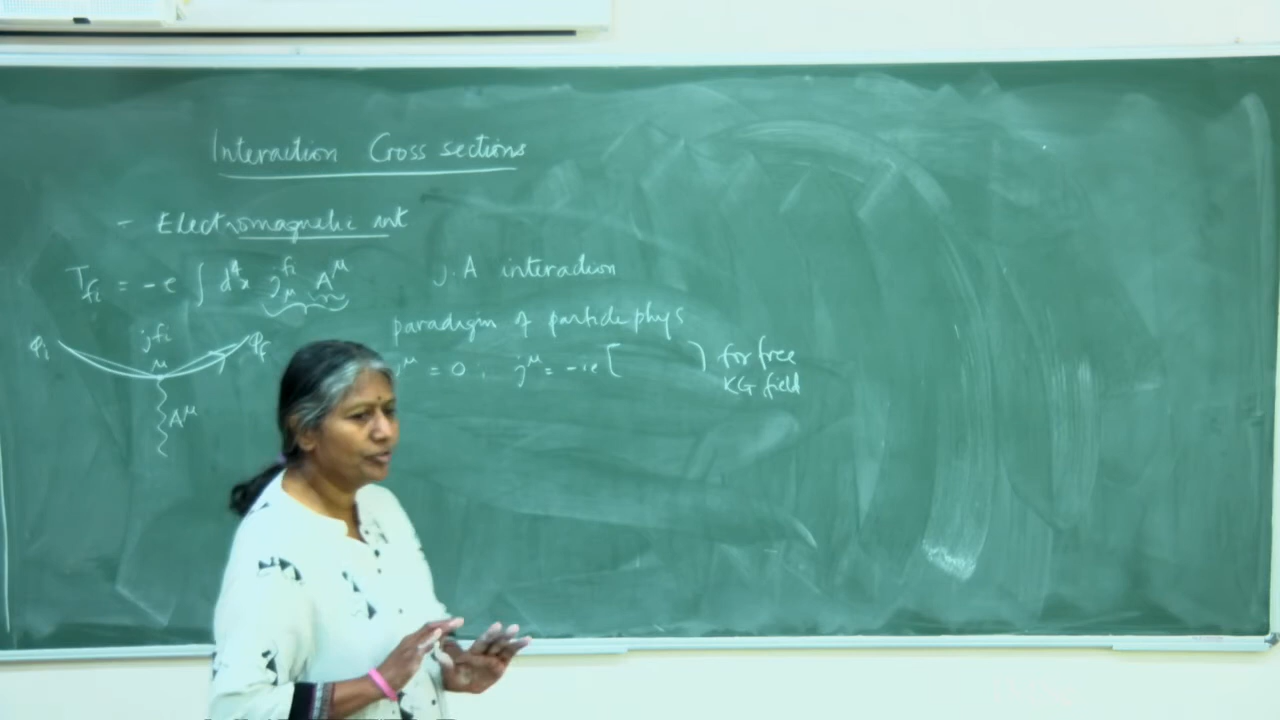 Interaction Cross sections
- Electromagnetic int
T_fi = -e ∫ d⁴x j_μ^fi A^μ
j.A interaction
paradigm of particle phys
φ_i j^fi_μ φ_f
j^μ = 0 , j^μ = -ie [ ] for free
KG field
A^μ